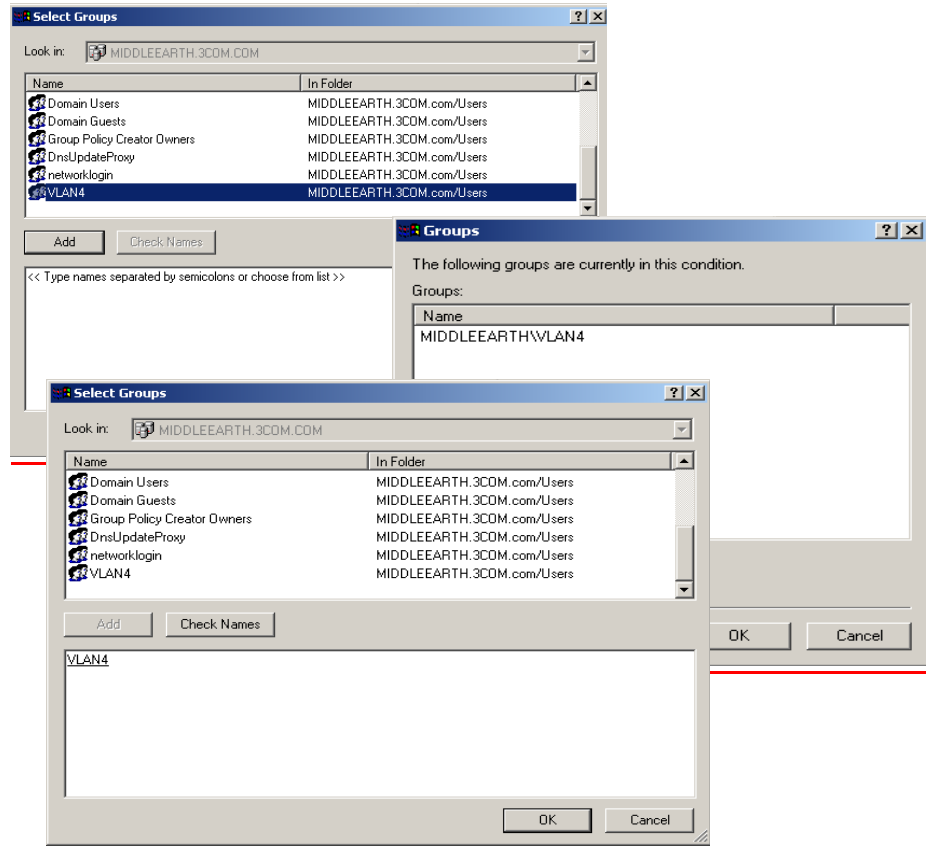 Select Groups
Look in: MIDDLEEARTH.3COM.COM
Name In Folder
Domain Users MIDDLEEARTH.3COM.com/Users
Domain Guests MIDDLEEARTH.3COM.com/Users
Group Policy Creator Owners MIDDLEEARTH.3COM.com/Users
DnsUpdateProxy MIDDLEEARTH.3COM.com/Users
networklogin MIDDLEEARTH.3COM.com/Users
VLAN4 MIDDLEEARTH.3COM.com/Users
Add Check Names
<< Type names separated by semicolons or choose from list >>
Groups
The following groups are currently in this condition.
Groups:
Name
MIDDLEEARTH\VLAN4
OK Cancel
Select Groups
Look in: MIDDLEEARTH.3COM.COM
Name In Folder
Domain Users MIDDLEEARTH.3COM.com/Users
Domain Guests MIDDLEEARTH.3COM.com/Users
Group Policy Creator Owners MIDDLEEARTH.3COM.com/Users
DnsUpdateProxy MIDDLEEARTH.3COM.com/Users
networklogin MIDDLEEARTH.3COM.com/Users
VLAN4 MIDDLEEARTH.3COM.com/Users
Add Check Names
VLAN4
OK Cancel